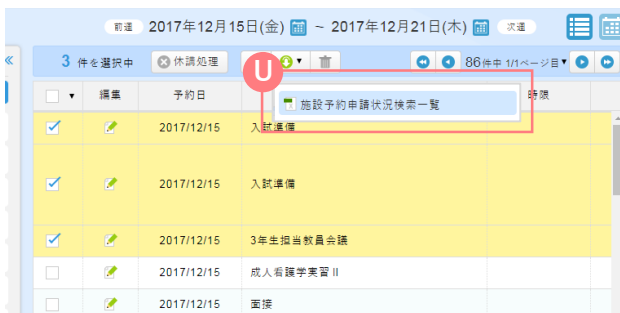 前週 2017年12月15日(金) ~ 2017年12月21日(木) 次週
3 件を選択中 休講処理 86件中 1/1ページ目▼
U
▼ 編集 予約日 時限
施設予約申請状況検索一覧
2017/12/15 入試準備
2017/12/15 入試準備
2017/12/15 3年生担当教員会議
2017/12/15 成人看護学実習Ⅱ
2017/12/15 面接